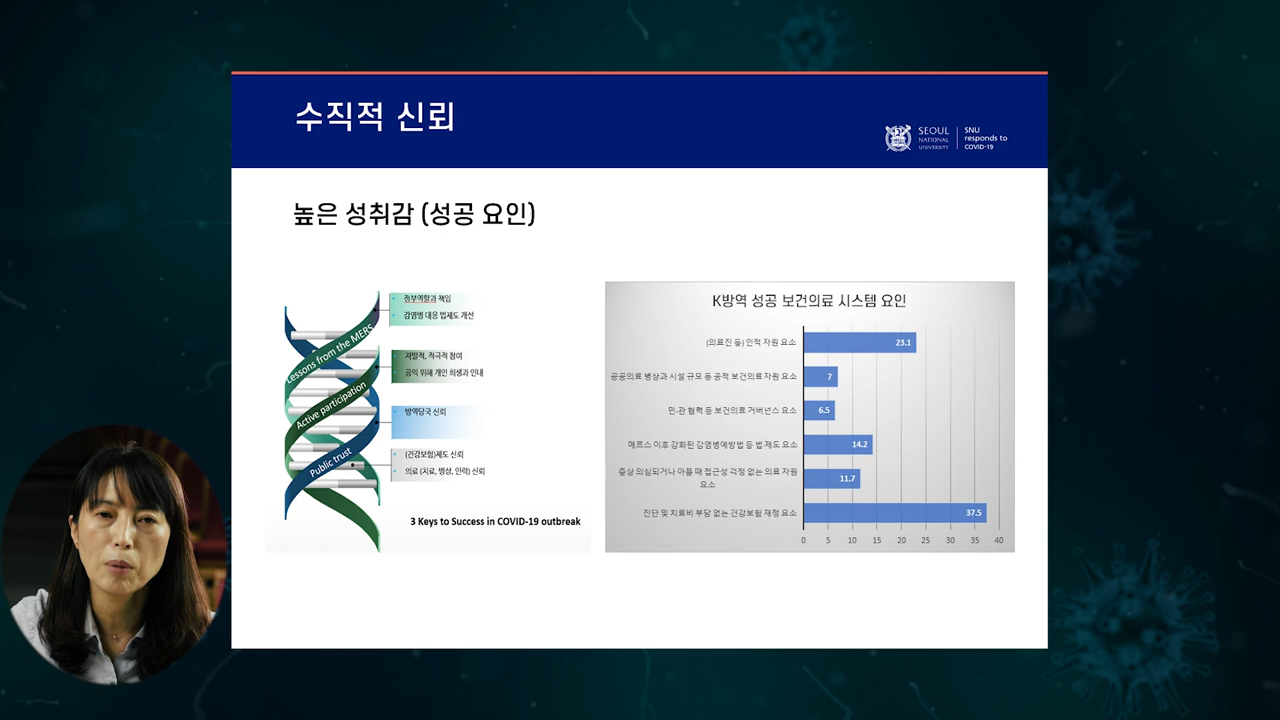 수직적 신뢰
SEOUL
NATIONAL
UNIVERSITY
SNU
responds to
COVID-19
높은 성취감 (성공 요인)
Lessons from the MERS
Active participation
Public trust
정부역할과 책임
감염병 대응 법제도 개선
자발적, 적극적 참여
공익 위해 개인 희생과 인내
방역당국 신뢰
(건강보험)제도 신뢰
의료 (치료, 병상, 인력) 신뢰
3 Keys to Success in COVID-19 outbreak
K방역 성공 보건의료 시스템 요인
(의료진 등) 인적 자원 요소
23.1
공공의료 병상과 시설 규모 등 공적 보건의료 자원 요소
7
민-관 협력 등 보건의료 거버넌스 요소
6.5
메르스 이후 강화된 감염병예방법 등 법 제도 요소
14.2
증상 의심되거나 아플 때 접근성 걱정 없는 의료 자원
요소
11.7
진단 및 치료비 부담 없는 건강보험 재정 요소
37.5
0 5 10 15 20 25 30 35 40